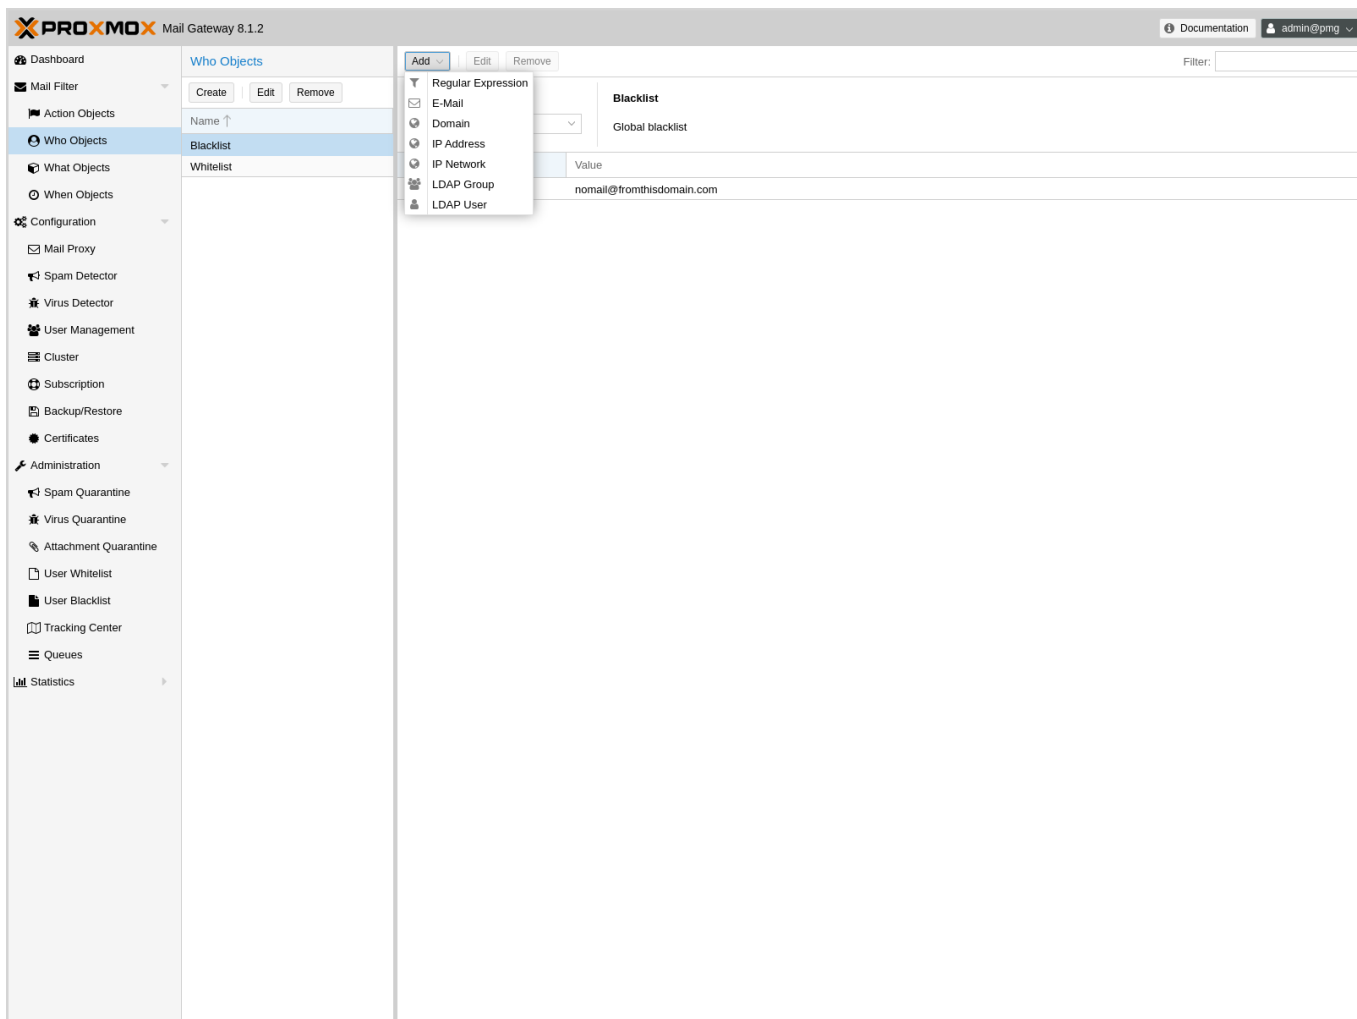 PROXMOX Mail Gateway 8.1.2
Documentation
admin@pmg
Dashboard
Mail Filter
Action Objects
Who Objects
What Objects
When Objects
Configuration
Mail Proxy
Spam Detector
Virus Detector
User Management
Cluster
Subscription
Backup/Restore
Certificates
Administration
Spam Quarantine
Virus Quarantine
Attachment Quarantine
User Whitelist
User Blacklist
Tracking Center
Queues
Statistics
Who Objects
Create Edit Remove
Name
Blacklist
Whitelist
Add Edit Remove
Filter:
Regular Expression
E-Mail
Domain
IP Address
IP Network
LDAP Group
LDAP User
Blacklist
Global blacklist
Value
nomail@fromthisdomain.com